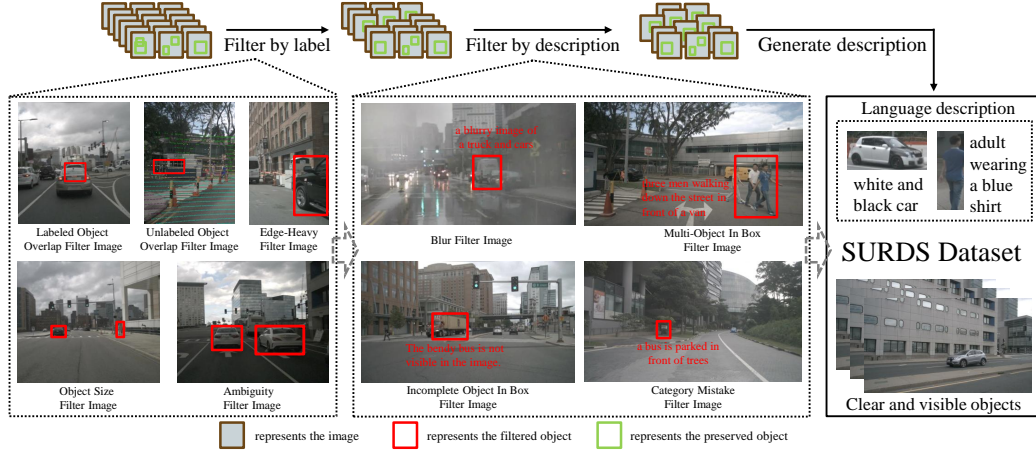 Filter by label
Filter by description
Generate description
Labeled Object
Overlap Filter Image
Unlabeled Object
Overlap Filter Image
Edge-Heavy
Filter Image
Object Size
Filter Image
Ambiguity
Filter Image
a blurry image of
a truck and cars
Blur Filter Image
three men walking
down the street in
front of a van
Multi-Object In Box
Filter Image
The bendy bus is not
visible in the image.
Incomplete Object In Box
Filter Image
a bus is parked in
front of trees
Category Mistake
Filter Image
Language description
white and
black car
adult
wearing
a blue
shirt
SURDS Dataset
Clear and visible objects
represents the image
represents the filtered object
represents the preserved object